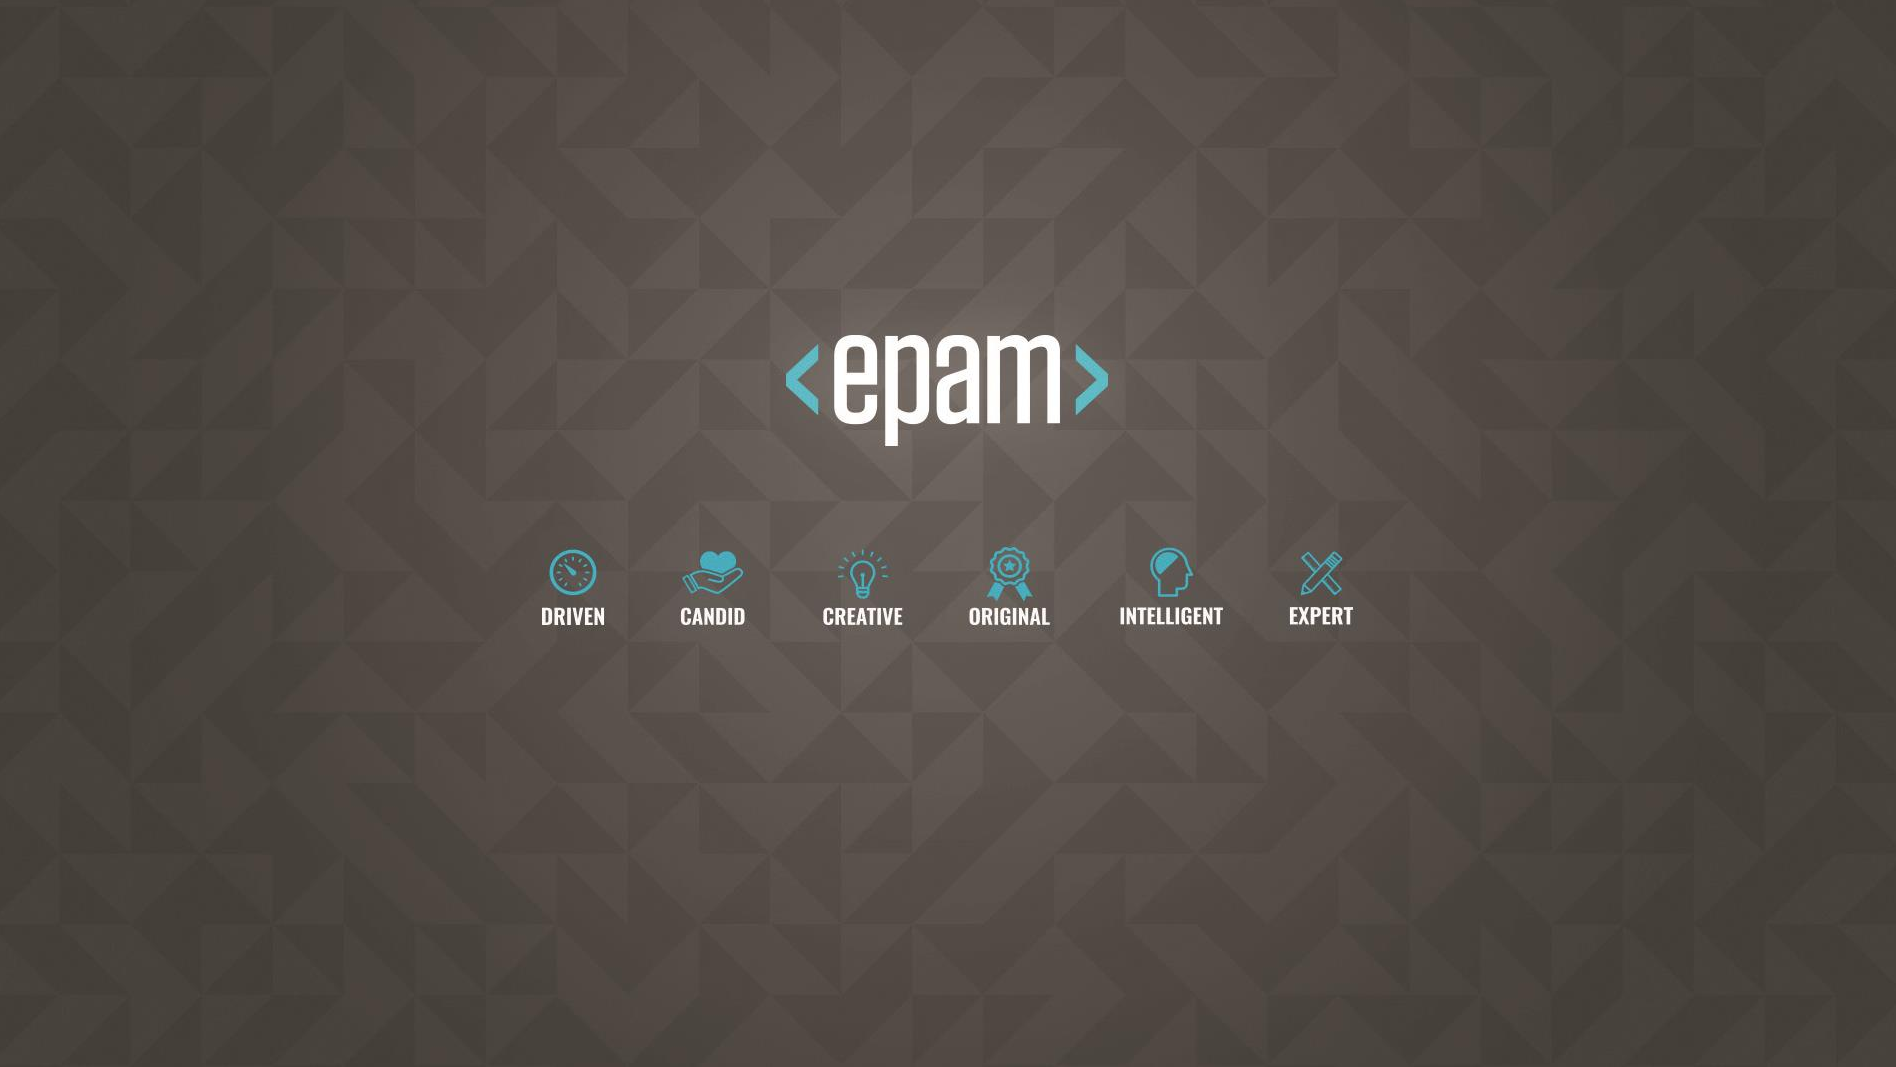 <epam>
DRIVEN
CANDID
CREATIVE
ORIGINAL
INTELLIGENT
EXPERT